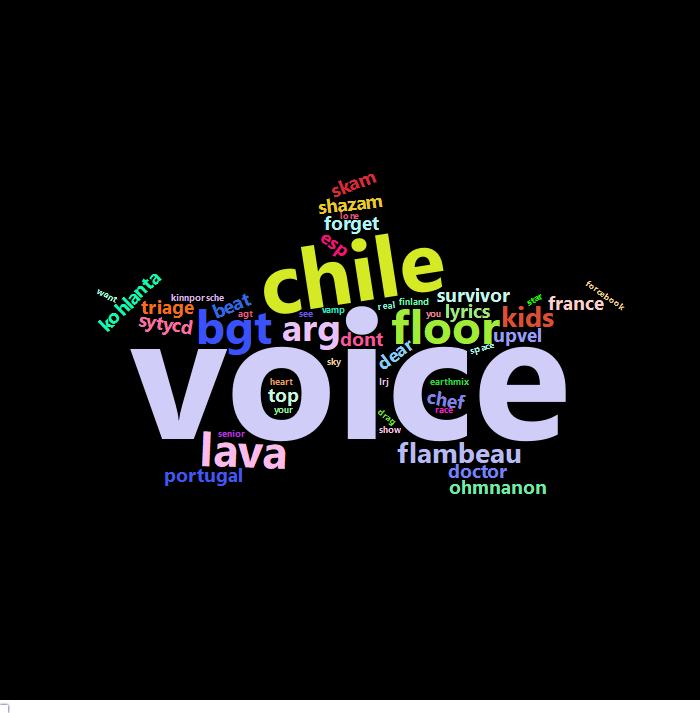 skam
shazam
lone
forget
esp
chile
want
kohlanta
kinnporsche
triage
sytycd
beat
agt
bgt
see
vamp
arg
dont
real
finland
you
survivor
lyrics
star
forcebook
france
kids
floor
upvel
space
dear
sky
voice
heart
top
your
lrj
earthmix
chef
race
drag
show
senior
lava
portugal
flambeau
doctor
ohmnanon